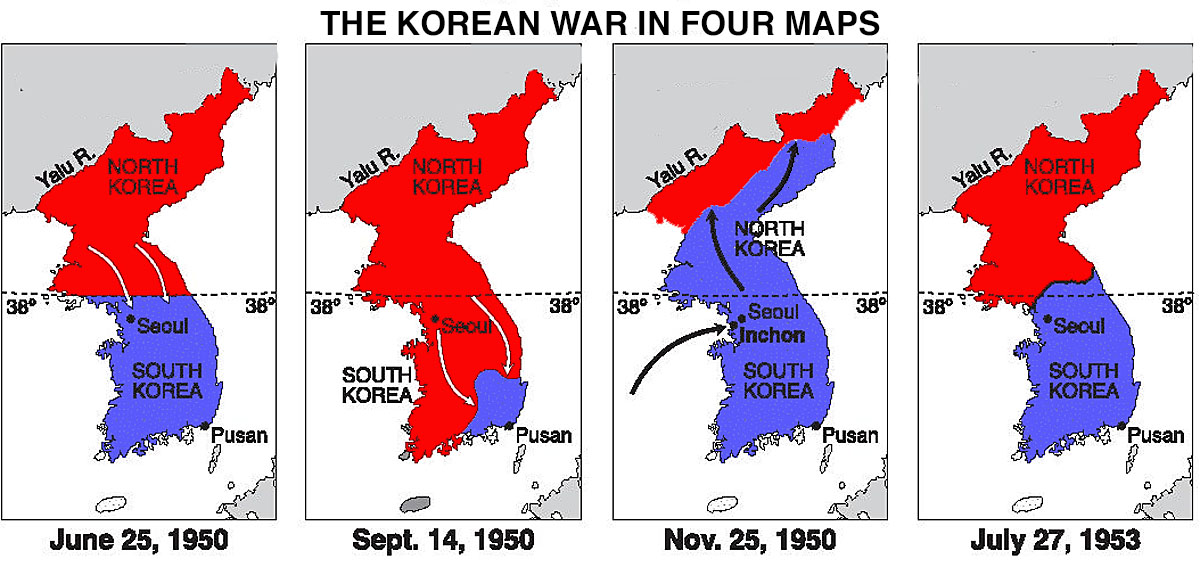 THE KOREAN WAR IN FOUR MAPS
Yalu R.
NORTH
KOREA
38°
38°
Seoul
SOUTH
KOREA
Pusan
June 25, 1950
Yalu R.
NORTH
KOREA
38°
38°
Seoul
SOUTH
KOREA
Pusan
Sept. 14, 1950
Yalu R.
NORTH
KOREA
38°
38°
Seoul
Inchon
SOUTH
KOREA
Pusan
Nov. 25, 1950
Yalu R.
NORTH
KOREA
38°
38°
Seoul
SOUTH
KOREA
Pusan
July 27, 1953